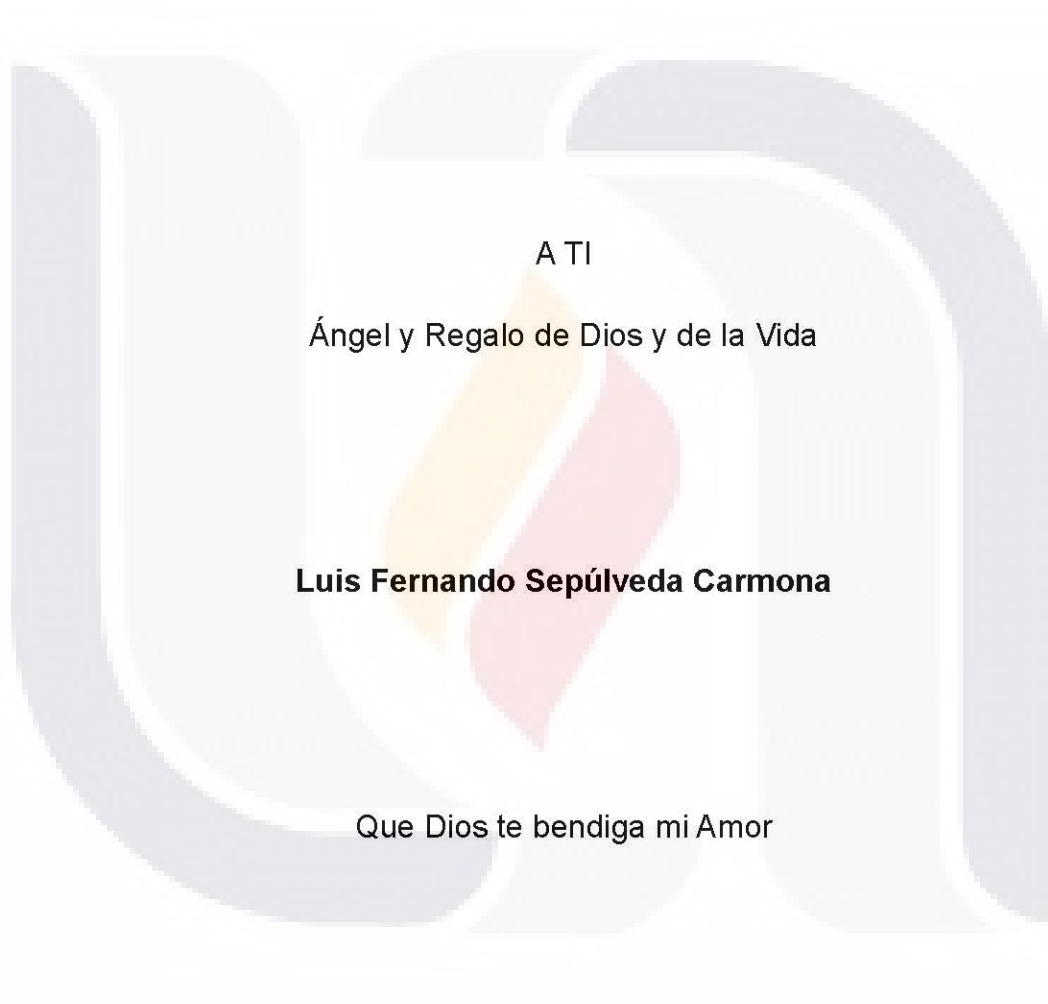 A TI
Ángel y Regalo de Dios y de la Vida
Luis Fernando Sepúlveda Carmona
Que Dios te bendiga mi Amor